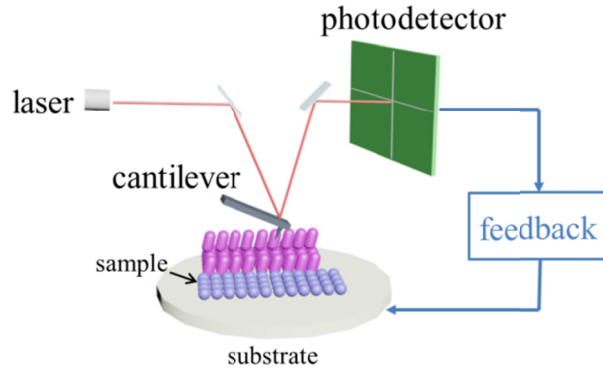 photodetector
laser
cantilever
feedback
sample
substrate